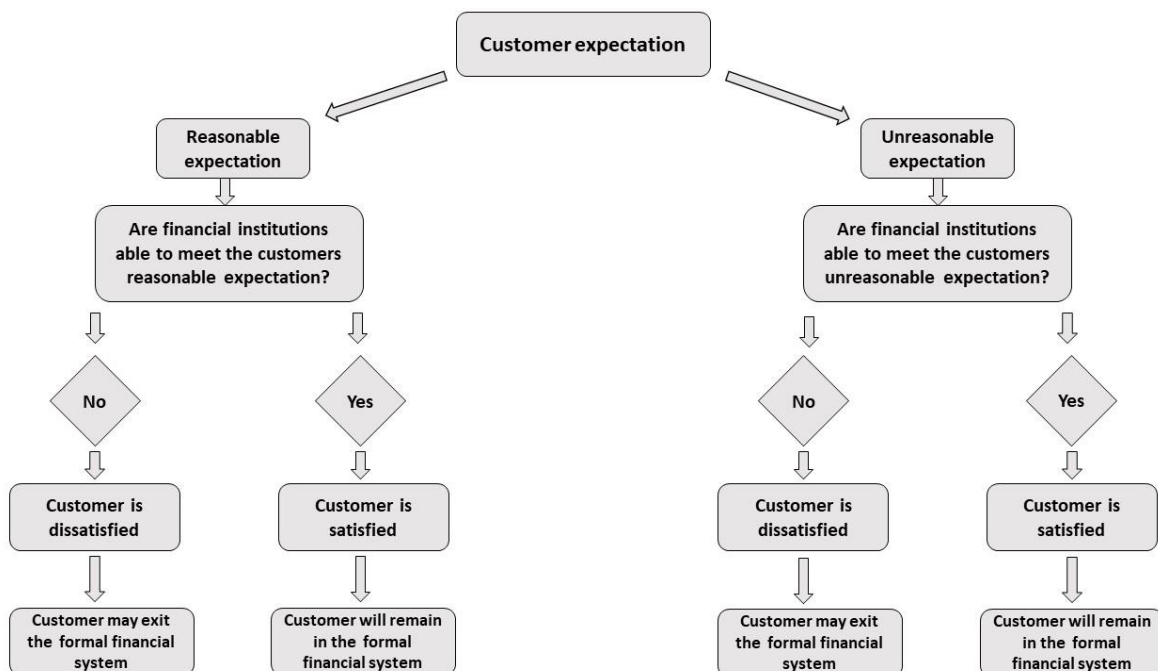 Customer expectation
Reasonable
expectation
Unreasonable
expectation
Are financial institutions
able to meet the customers
reasonable expectation?
Are financial institutions
able to meet the customers
unreasonable expectation?
No
Yes
No
Yes
Customer is
dissatisfied
Customer is
satisfied
Customer is
dissatisfied
Customer is
satisfied
Customer may exit
the formal financial
system
Customer will remain
in the formal
financial system
Customer may exit
the formal financial
system
Customer will remain
in the formal
financial system